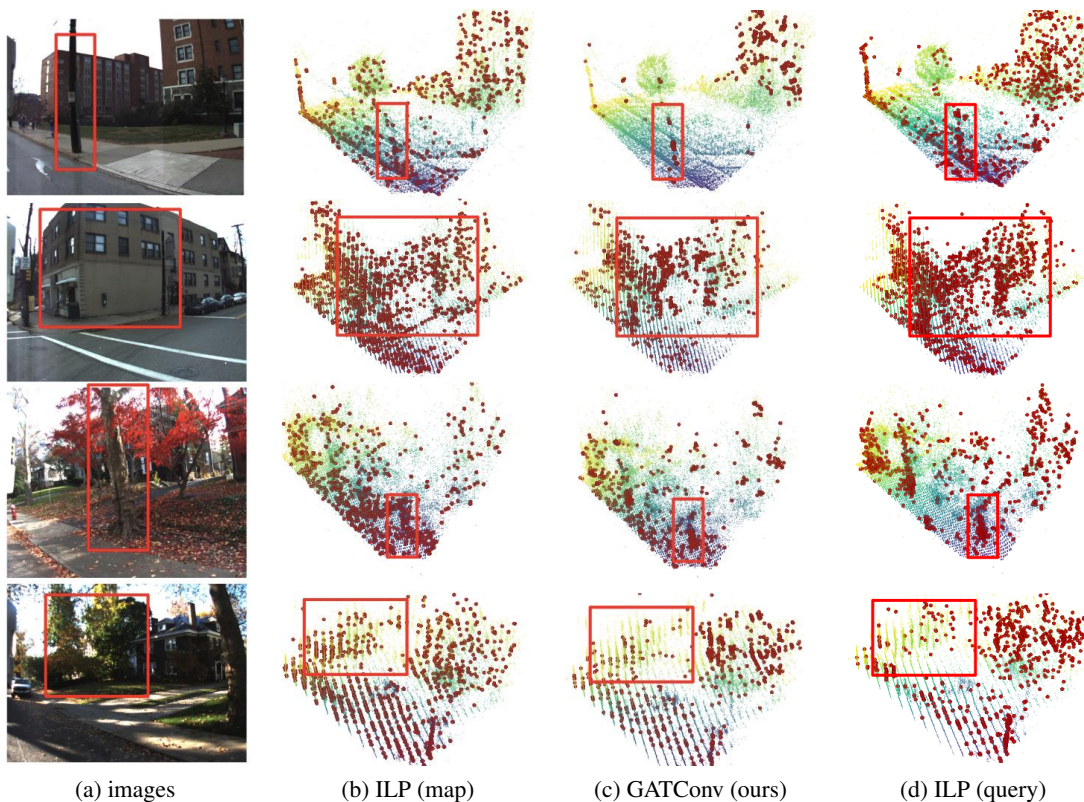 (a) images
(b) ILP (map)
(c) GATConv (ours)
(d) ILP (query)